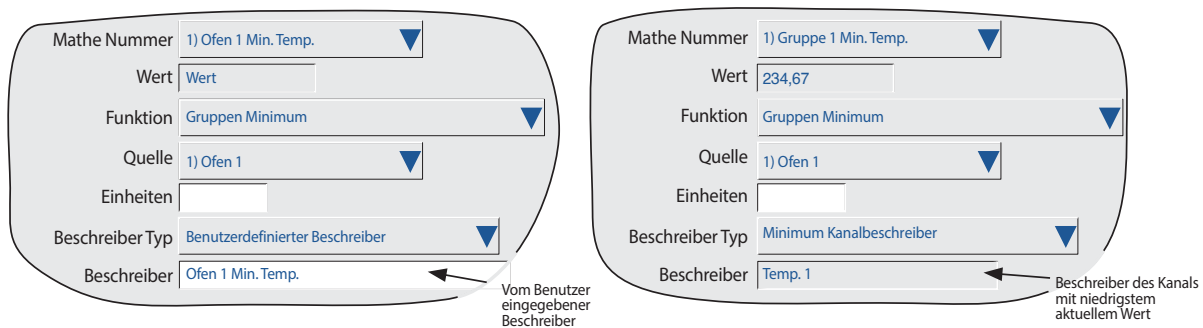 Mathe Nummer 1) Ofen 1 Min. Temp.
Wert Wert
Funktion Gruppen Minimum
Quelle 1) Ofen 1
Einheiten
Beschreiber Typ Benutzerdefinierter Beschreiber
Beschreiber Ofen 1 Min. Temp.
Vom Benutzer
eingegebener
Beschreiber
Mathe Nummer 1) Gruppe 1 Min. Temp.
Wert 234,67
Funktion Gruppen Minimum
Quelle 1) Ofen 1
Einheiten
Beschreiber Typ Minimum Kanalbeschreiber
Beschreiber Temp. 1
Beschreiber des Kanals
mit niedrigstem
aktuellem Wert